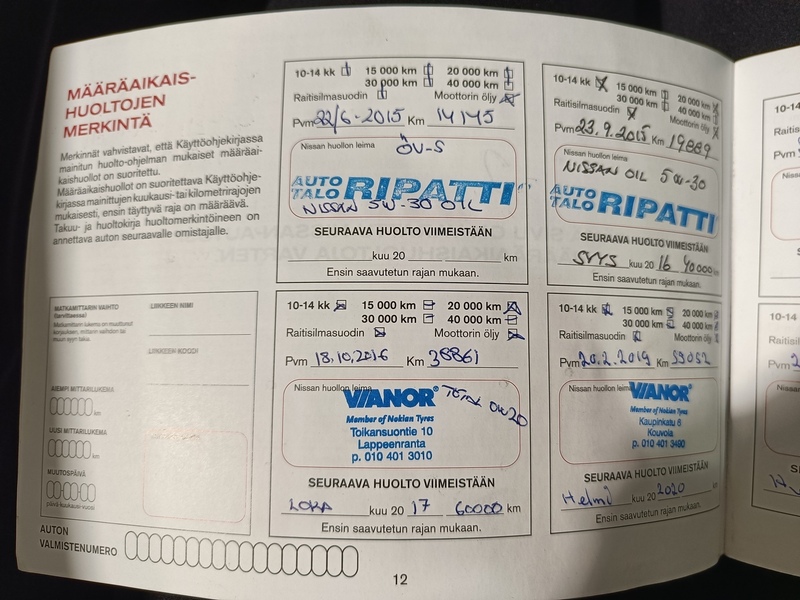 MÄÄRÄAIKAIS-
HUOLTOJEN
MERKINTÄ
Merkinnät vahvistavat, että Käyttöohjekirjassa
mainitun huolto-ohjelman mukaiset määräai-
kaishuollot on suoritettu.
Määräaikaishuollot on suoritettava Käyttöohje-
kirjassa mainittujen kuukausi- tai kilometrirajojen
mukaisesti, ensin täyttyvä raja on määräävä.
Takuu- ja huoltokirja huoltomerkintöineen on
annettava auton seuraavalle omistajalle.
MATKAMITTARIN VAIHTO
(tarvittaessa)
LIIKKEEN NIMI
LIIKKEEN KOODI
AIEMPI MITTARILUKEMA
km
UUSI MITTARILUKEMA
km
MUUTOSPÄIVÄ
päivä-kuukausi-vuosi
AUTON
VALMISTENUMERO
10-14 kk 15 000 km 20 000 km
30 000 km 40 000 km
Raitisilmasuodin Moottorin öljy
Pvm 22/6-2015 Km 14145
Nissan huollon leima
ÖV-S
AUTO
TALO RIPATTI
NISSAN 5W-30 OIL
SEURAAVA HUOLTO VIIMEISTÄÄN
kuu 20 km
Ensin saavutetun rajan mukaan.
10-14 kk 15 000 km 20 000 km
30 000 km 40 000 km
Raitisilmasuodin Moottorin öljy
Pvm 23.9.2015 Km 19889
Nissan huollon leima
NISSAN OIL 5W-30
AUTO
TALO RIPATTI
SEURAAVA HUOLTO VIIMEISTÄÄN
SYYS kuu 20 16 40000 km
Ensin saavutetun rajan mukaan.
10-14 kk 15 000 km 20 000 km
30 000 km 40 000 km
Raitisilmasuodin Moottorin öljy
Pvm 18.10.2016 Km 38861
Nissan huollon leima
VIANOR TOTAL 0W20
Member of Nokian Tyres
Toikansuontie 10
Lappeenranta
p. 010 401 3010
SEURAAVA HUOLTO VIIMEISTÄÄN
LOKA kuu 20 17 60000 km
Ensin saavutetun rajan mukaan.
10-14 kk 15 000 km 20 000 km
30 000 km 40 000 km
Raitisilmasuodin Moottorin öljy
Pvm 20.2.2019 Km 59052
Nissan huollon leima
VIANOR
Member of Nokian Tyres
Kaupinkatu 6
Kouvola
p. 010 401 3490
SEURAAVA HUOLTO VIIMEISTÄÄN
Helmi kuu 20 2020 km
Ensin saavutetun rajan mukaan.
12